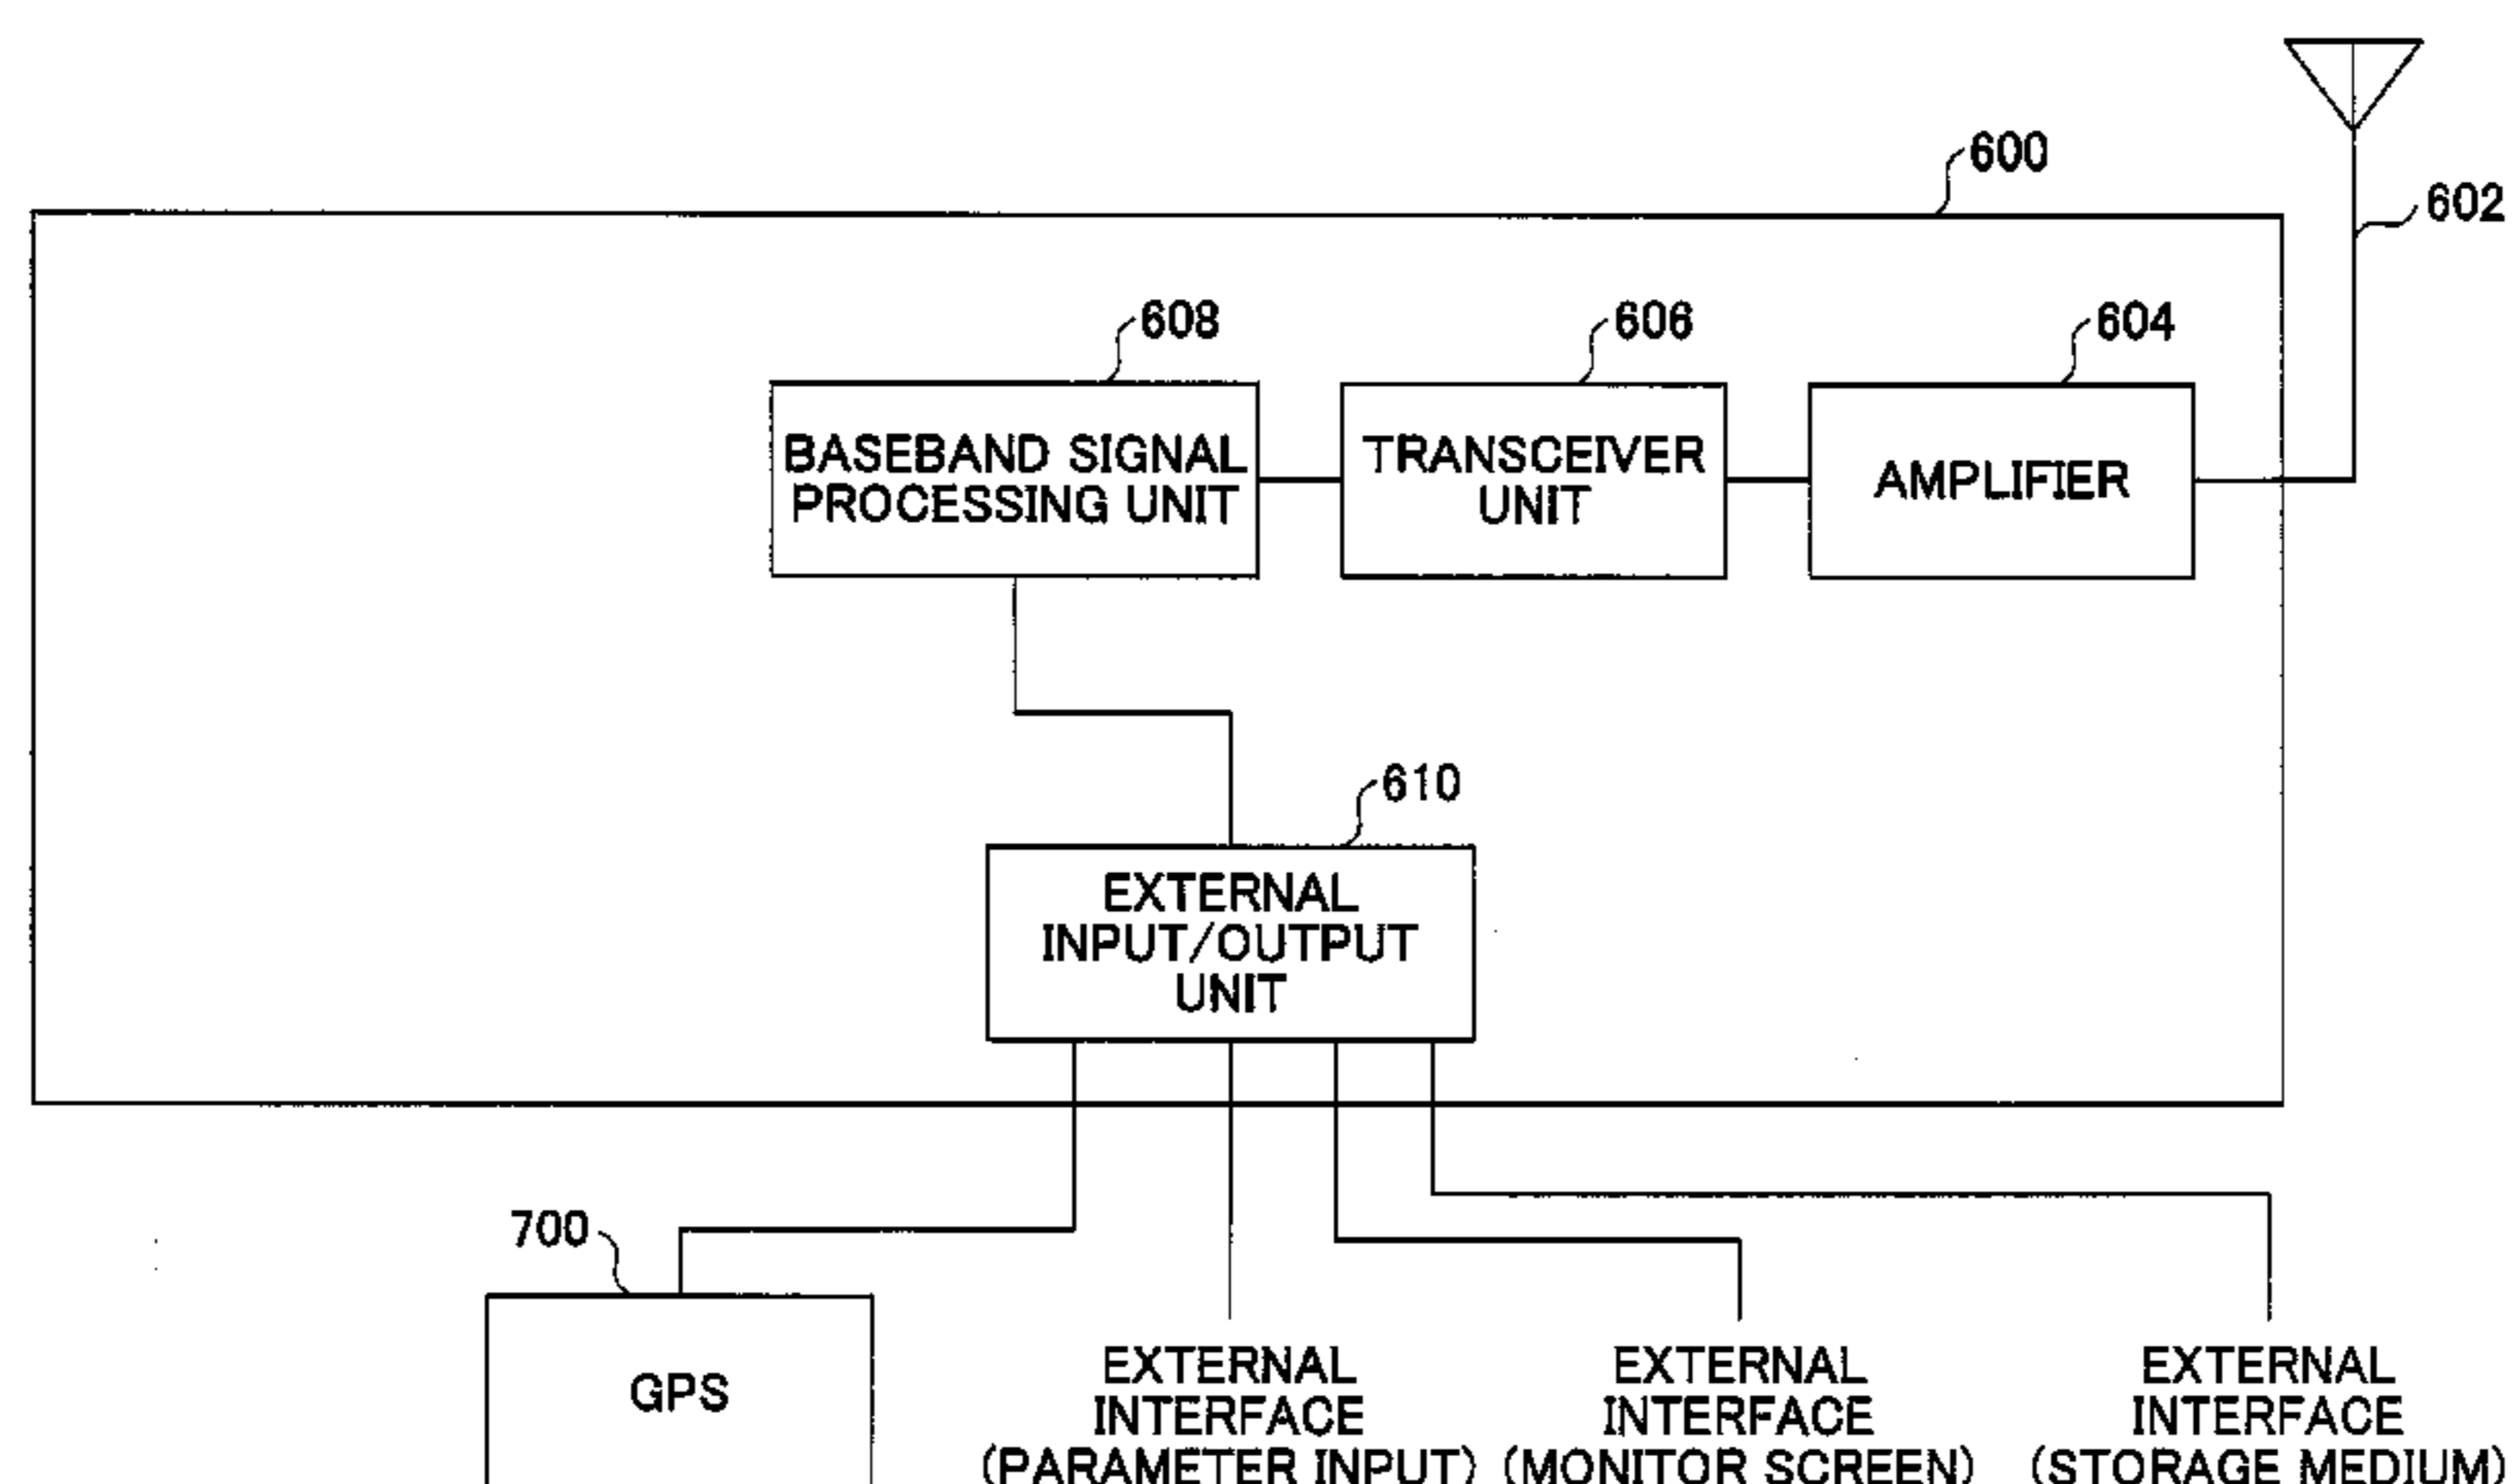 600
602
608
606
604
BASEBAND SIGNAL
PROCESSING UNIT
TRANSCEIVER
UNIT
AMPLIFIER
610
EXTERNAL
INPUT/OUTPUT
UNIT
700
GPS
EXTERNAL
INTERFACE
(PARAMETER INPUT)
EXTERNAL
INTERFACE
(MONITOR SCREEN)
EXTERNAL
INTERFACE
(STORAGE MEDIUM)